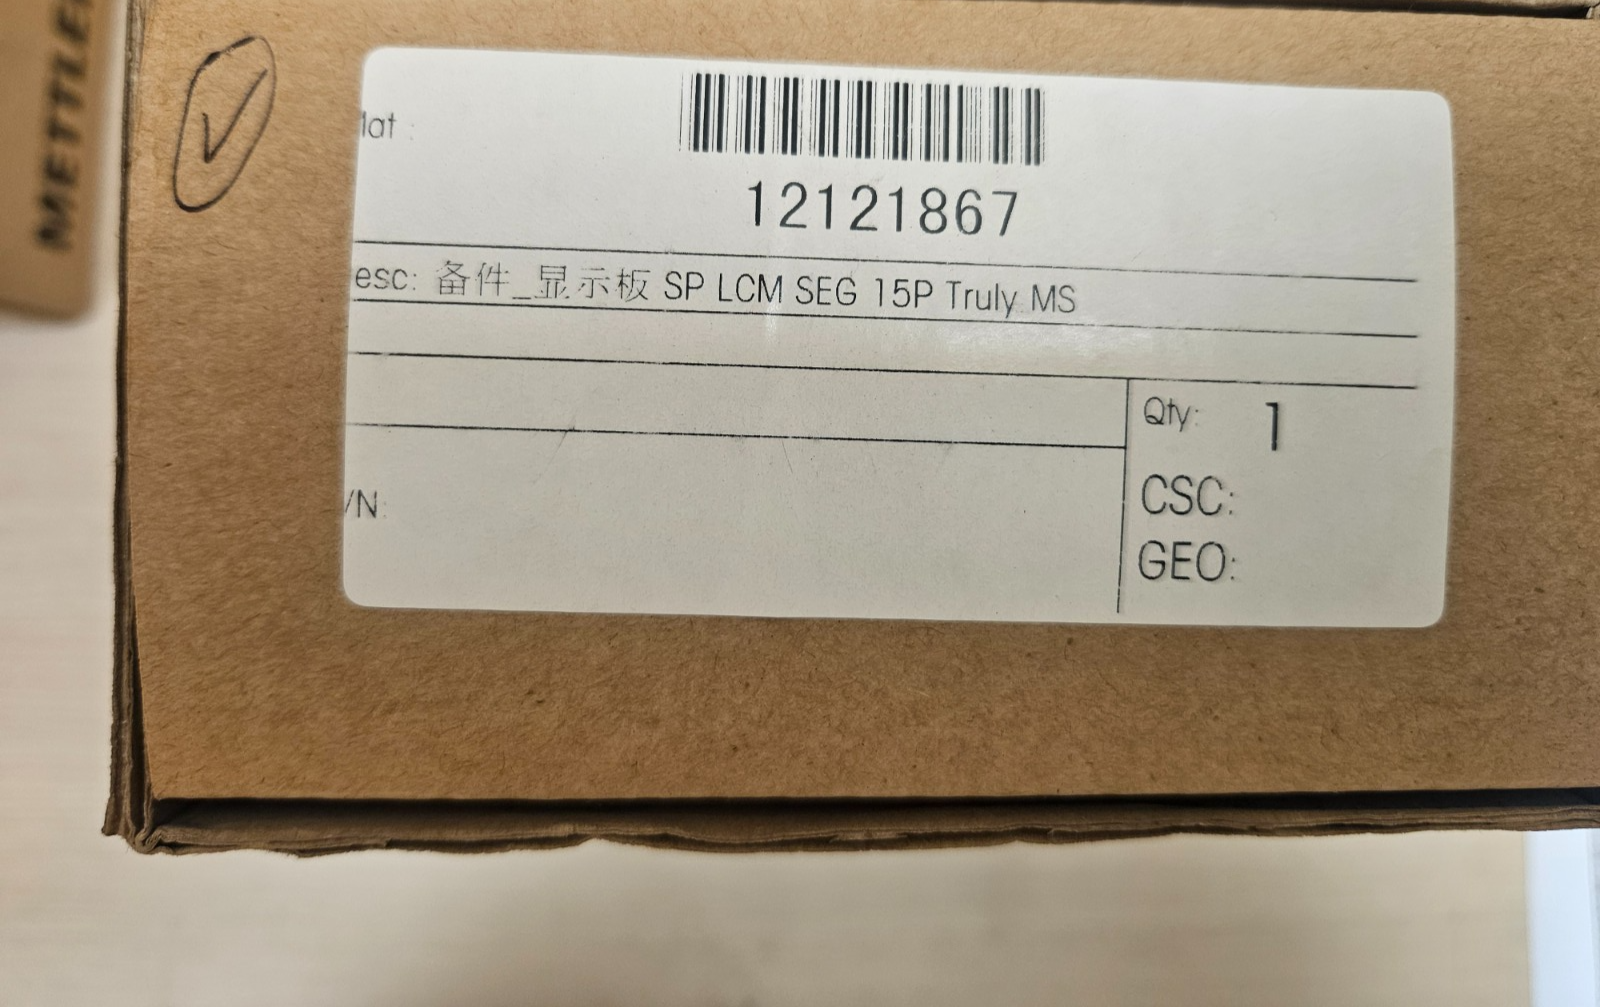 METTLE
lat :
12121867
esc: 备件_显示板 SP LCM SEG 15P Truly MS
Qty: 1
/N:
CSC:
GEO: